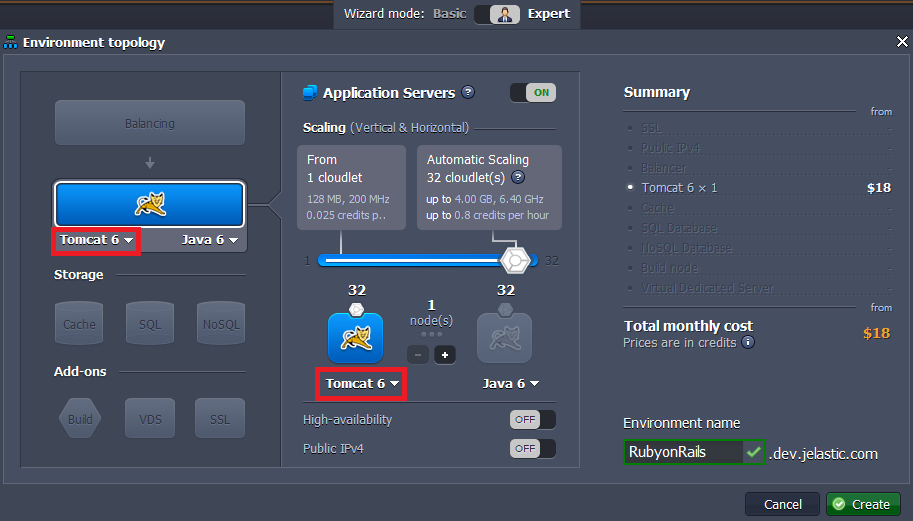 Wizard mode: Basic Expert
Environment topology
Balancing
Tomcat 6 Java 6
Storage
Cache SQL NoSQL
Add-ons
Build VDS SSL
Application Servers ? ON
Scaling (Vertical & Horizontal)
From
1 cloudlet
128 MB, 200 MHz
0.025 credits p..
Automatic Scaling
32 cloudlet(s) ?
up to 4.00 GB, 6.40 GHz
up to 0.8 credits per hour
1 32
32 1 32
node(s)
Tomcat 6 Java 6
High-availability OFF
Public IPv4 OFF
Summary
from
SSL -
Public IPv4 -
Balancer -
Tomcat 6 × 1 $18
Cache -
SQL Database -
NoSQL Database -
Build node -
Virtual Dedicated Server -
from
Total monthly cost $18
Prices are in credits i
Environment name
RubyonRails .dev.jelastic.com
Cancel Create